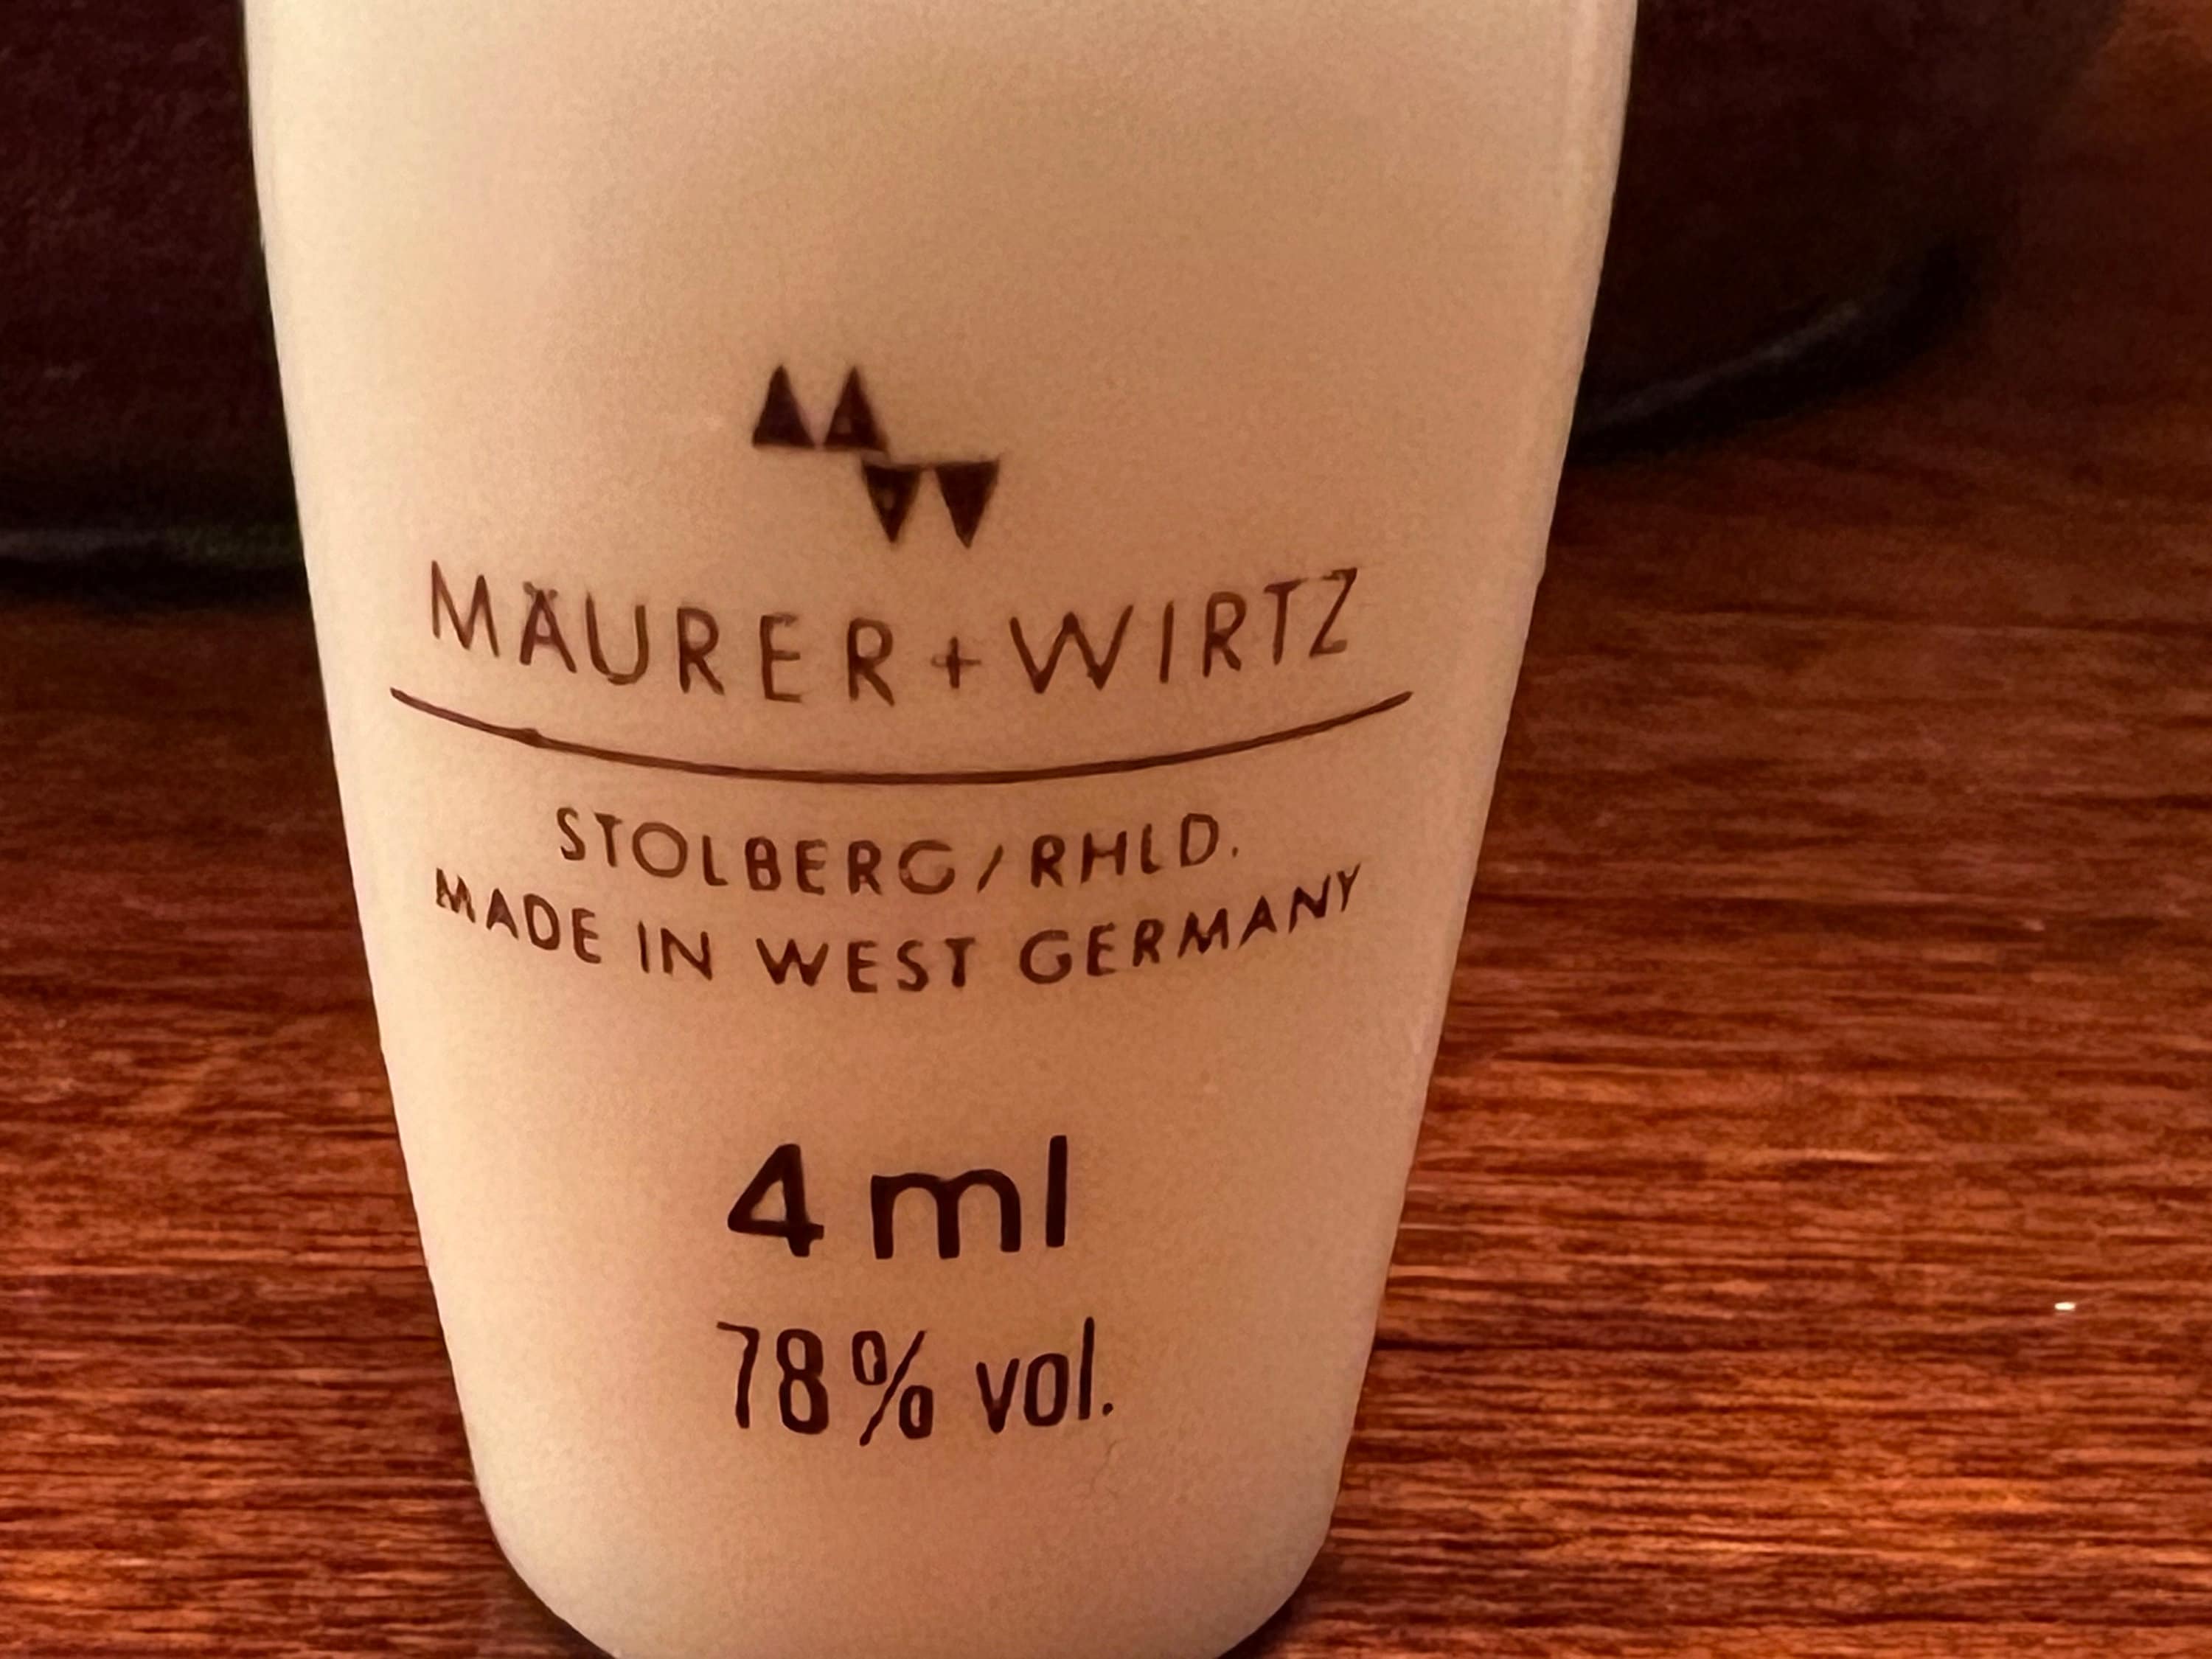 MÄURER + WIRTZ
STOLBERG/RHLD.
MADE IN WEST GERMANY
4 ml
78% vol.